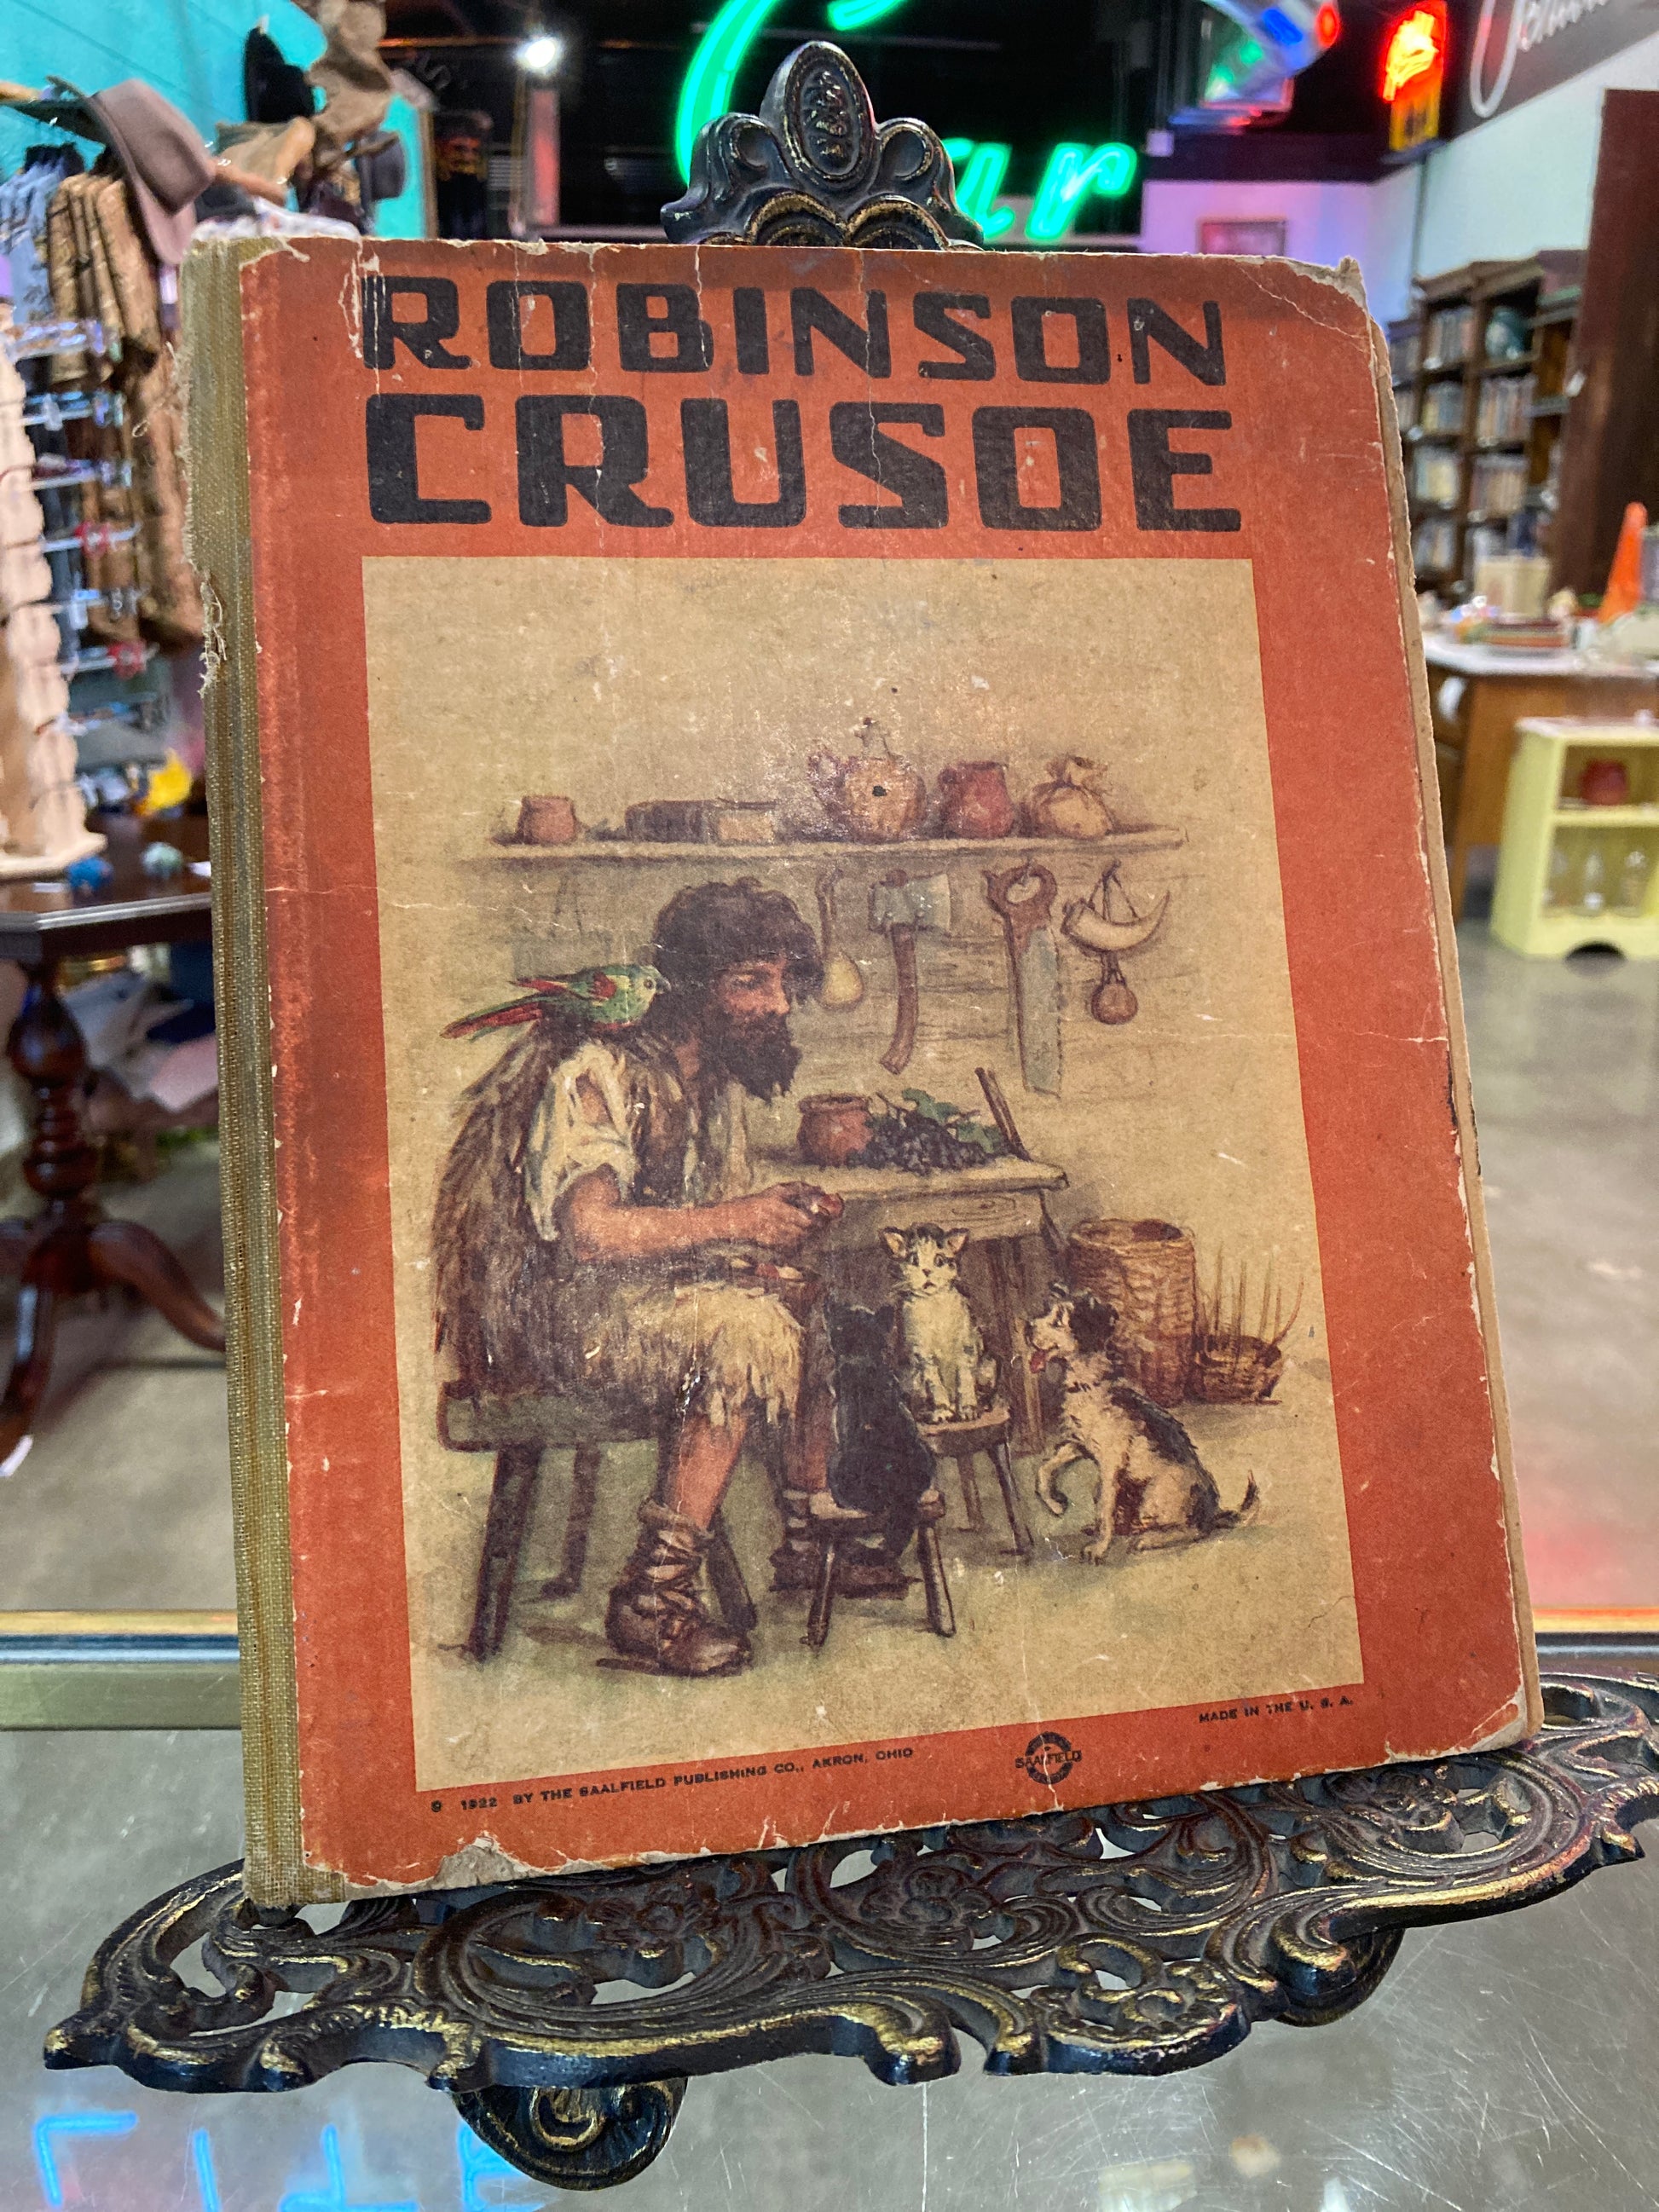 ROBINSON
CRUSOE
© 1922 BY THE SAALFIELD PUBLISHING CO., AKRON, OHIO
SAALFIELD
MADE IN THE U. S. A.